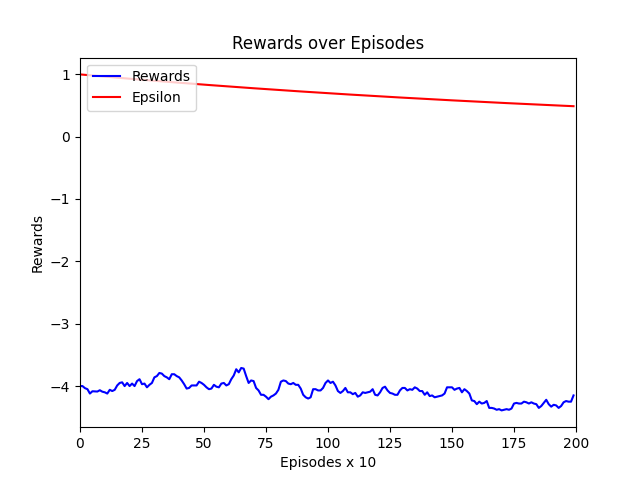 Rewards over Episodes
Rewards
Epsilon
1
0
−1
−2
−3
−4
Rewards
0 25 50 75 100 125 150 175 200
Episodes x 10